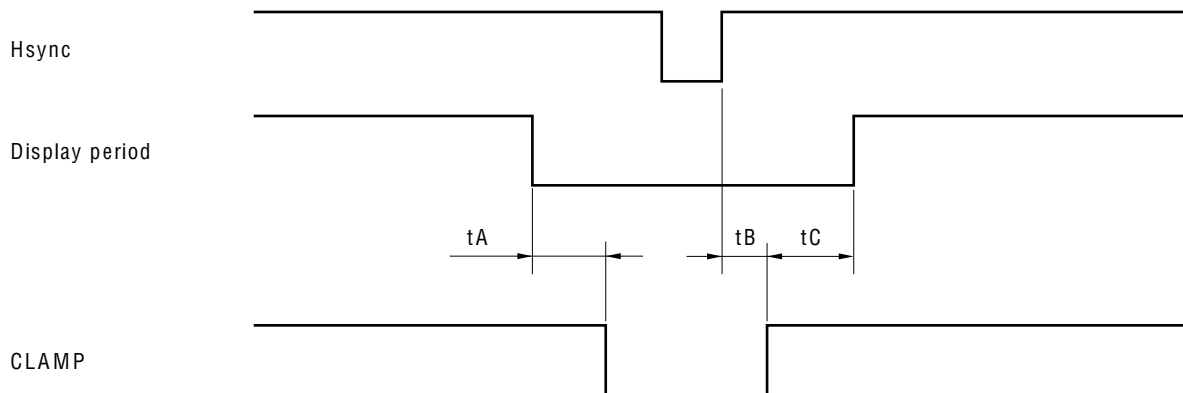 Hsync
Display period
tA
tB
tC
CLAMP